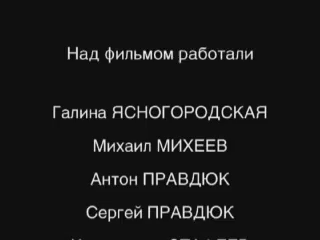 Над фильмом работали
Галина ЯСНОГОРОДСКАЯ
Михаил МИХЕЕВ
Антон ПРАВДЮК
Сергей ПРАВДЮК